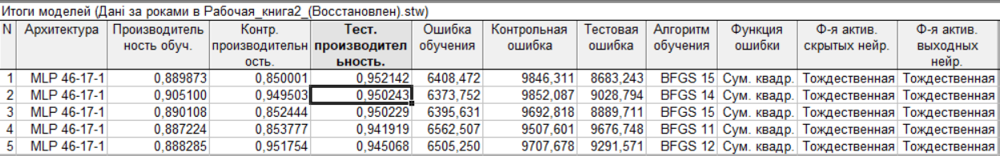 Итоги моделей (Дані за роками в Рабочая_книга2_(Восстановлен).stw)
N Архитектура Производитель ность обуч. Контр. производительн ость. Тест. производител ьность. Ошибка обучения Контрольная ошибка Тестовая ошибка Алгоритм обучения Функция ошибки Ф-я актив. скрытых нейр. Ф-я актив. выходных нейр.
1 MLP 46-17-1 0,889873 0,850001 0,952142 6408,472 9846,311 8683,243 BFGS 15 Сум. квадр. Тождественная Тождественная
2 MLP 46-17-1 0,905100 0,949503 0,950243 6373,752 9852,087 9028,794 BFGS 14 Сум. квадр. Тождественная Тождественная
3 MLP 46-17-1 0,890108 0,852444 0,950229 6395,631 9692,818 8889,711 BFGS 15 Сум. квадр. Тождественная Тождественная
4 MLP 46-17-1 0,887224 0,853777 0,941919 6562,507 9507,601 9676,748 BFGS 11 Сум. квадр. Тождественная Тождественная
5 MLP 46-17-1 0,888285 0,951754 0,945068 6505,250 9707,678 9291,571 BFGS 12 Сум. квадр. Тождественная Тождественная